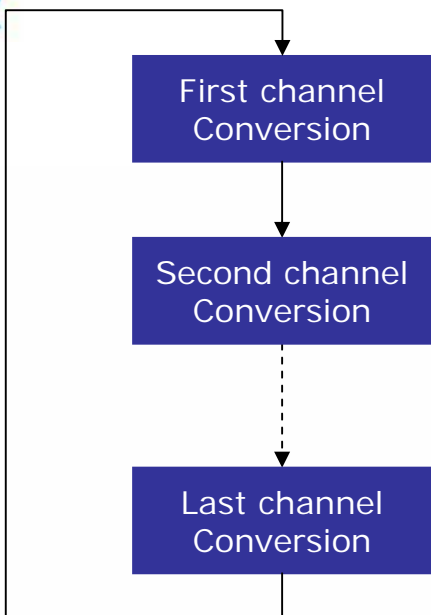 First channel
Conversion
Second channel
Conversion
Last channel
Conversion